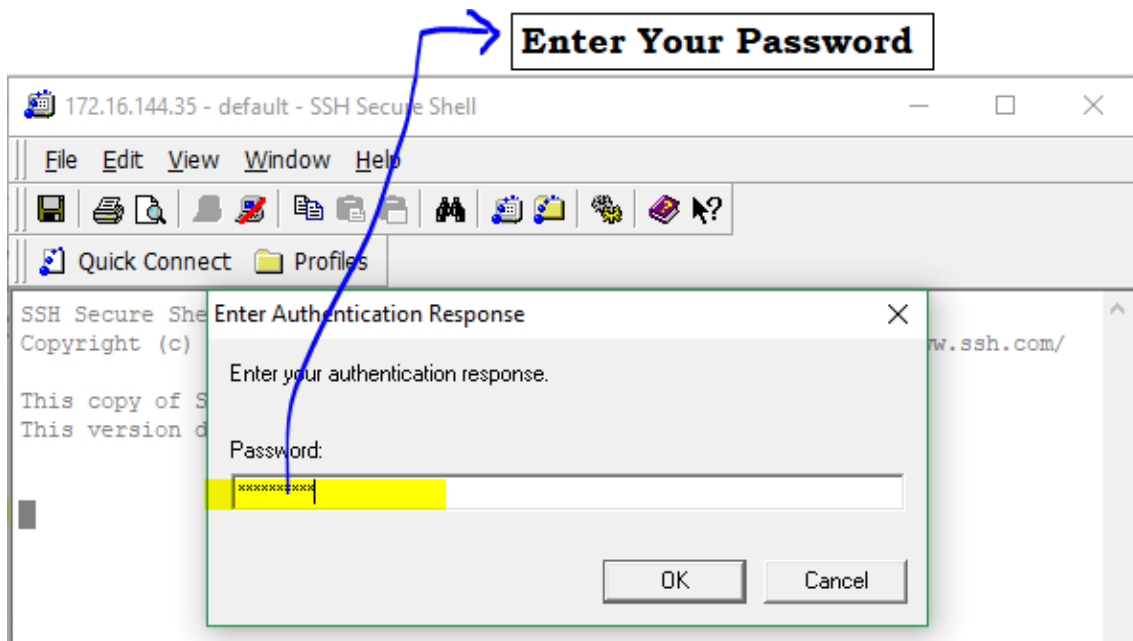 Enter Your Password
172.16.144.35 - default - SSH Secure Shell
File Edit View Window Help
Quick Connect Profiles
SSH Secure She
Enter Authentication Response
Copyright (c)
w.ssh.com/
Enter your authentication response.
This copy of S
This version d
Password:
**********
OK Cancel